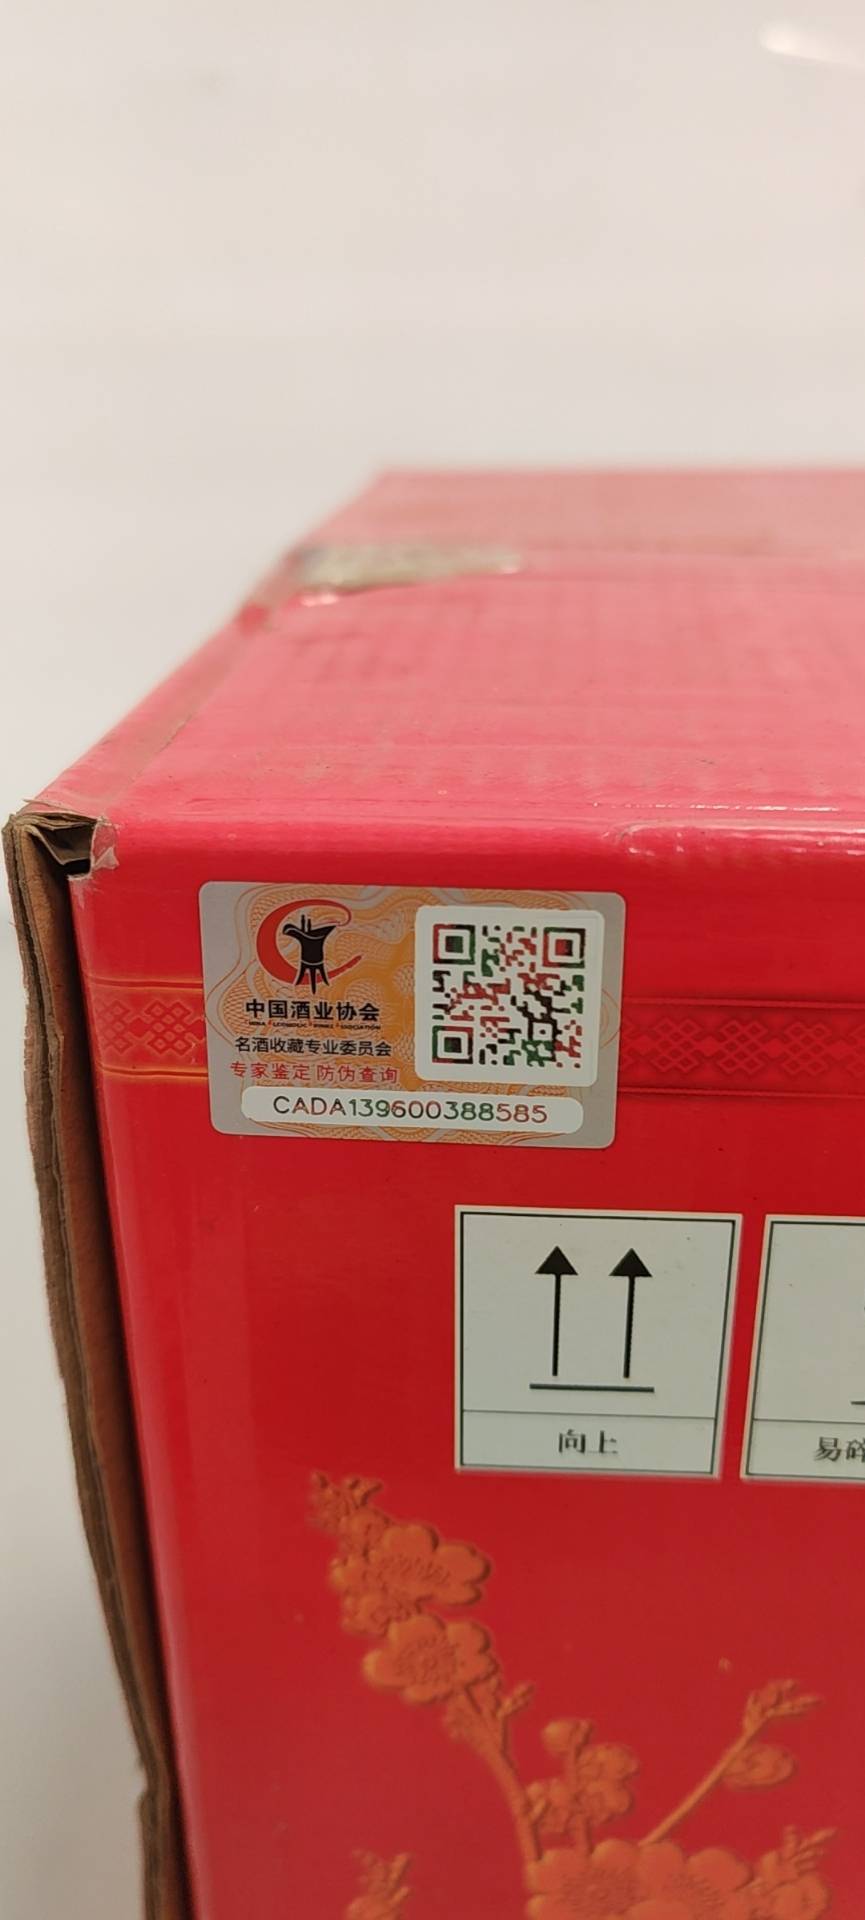 中国酒业协会
名酒收藏专业委员会
专家鉴定 防伪查询
CADA139600388585
向上
易碎